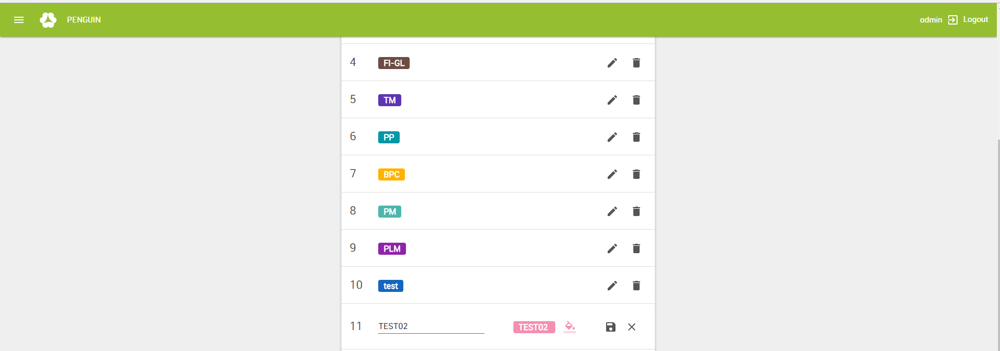 PENGUIN
admin Logout
4 FI-GL
5 TM
6 PP
7 BPC
8 PM
9 PLM
10 test
11 TEST02 TEST02